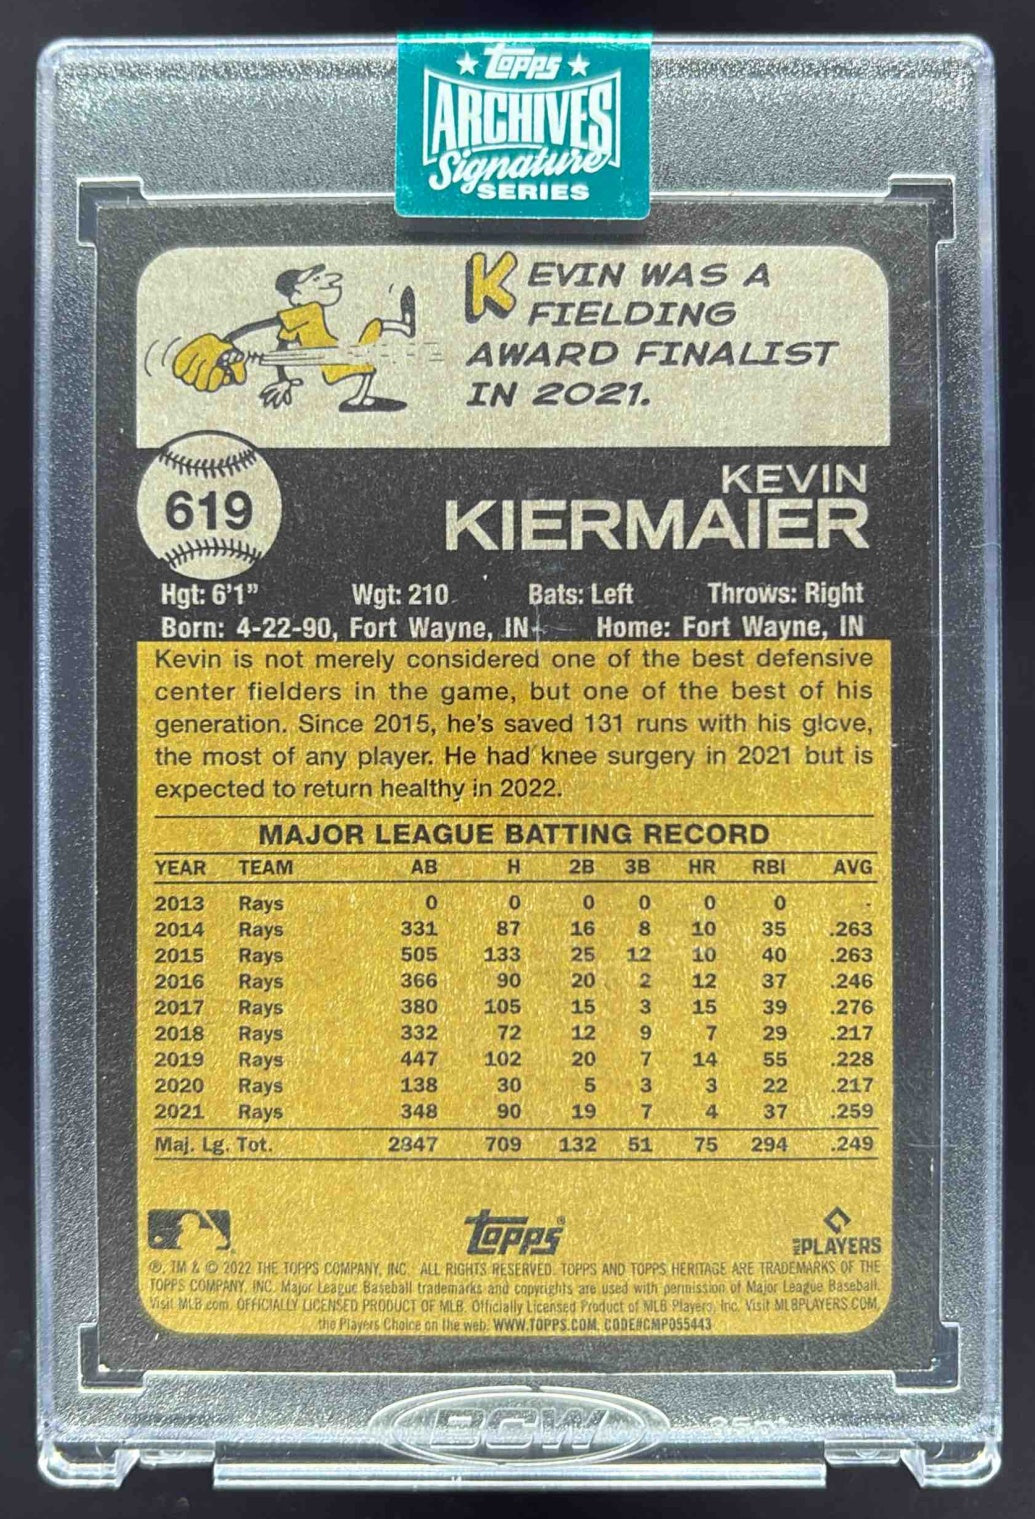 ★ Topps ★
ARCHIVES
Signature
SERIES
KEVIN WAS A
FIELDING
AWARD FINALIST
IN 2021.
619
KEVIN
KIERMAIER
Hgt: 6'1" Wgt: 210 Bats: Left Throws: Right
Born: 4-22-90, Fort Wayne, IN Home: Fort Wayne, IN
Kevin is not merely considered one of the best defensive
center fielders in the game, but one of the best of his
generation. Since 2015, he's saved 131 runs with his glove,
the most of any player. He had knee surgery in 2021 but is
expected to return healthy in 2022.
MAJOR LEAGUE BATTING RECORD
YEAR TEAM AB H 2B 3B HR RBI AVG
2013 Rays 0 0 0 0 0 0 -
2014 Rays 331 87 16 8 10 35 .263
2015 Rays 505 133 25 12 10 40 .263
2016 Rays 366 90 20 2 12 37 .246
2017 Rays 380 105 15 3 15 39 .276
2018 Rays 332 72 12 9 7 29 .217
2019 Rays 447 102 20 7 14 55 .228
2020 Rays 138 30 5 3 3 22 .217
2021 Rays 348 90 19 7 4 37 .259
Maj. Lg. Tot. 2847 709 132 51 75 294 .249
Topps®
MLB PLAYERS
®, TM & © 2022 THE TOPPS COMPANY, INC. ALL RIGHTS RESERVED. TOPPS AND TOPPS HERITAGE ARE TRADEMARKS OF THE
TOPPS COMPANY, INC. Major League Baseball trademarks and copyrights are used with permission of Major League Baseball.
Visit MLB.com. OFFICIALLY LICENSED PRODUCT OF MLB Players, Inc. Visit MLBPLAYERS.COM,
the Players Choice on the web. WWW.TOPPS.COM. CODE#CMP055443
BCW